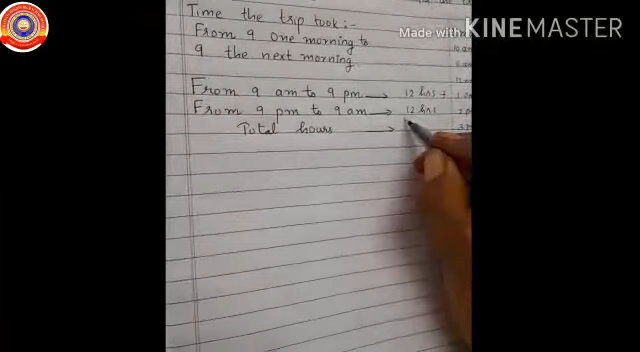 Made with KINEMASTER
Time the trip took :-
From 9 one morning to
9 the next morning
From 9 am to 9 pm → 12 hrs +
From 9 pm to 9 am → 12 hrs
Total hours →